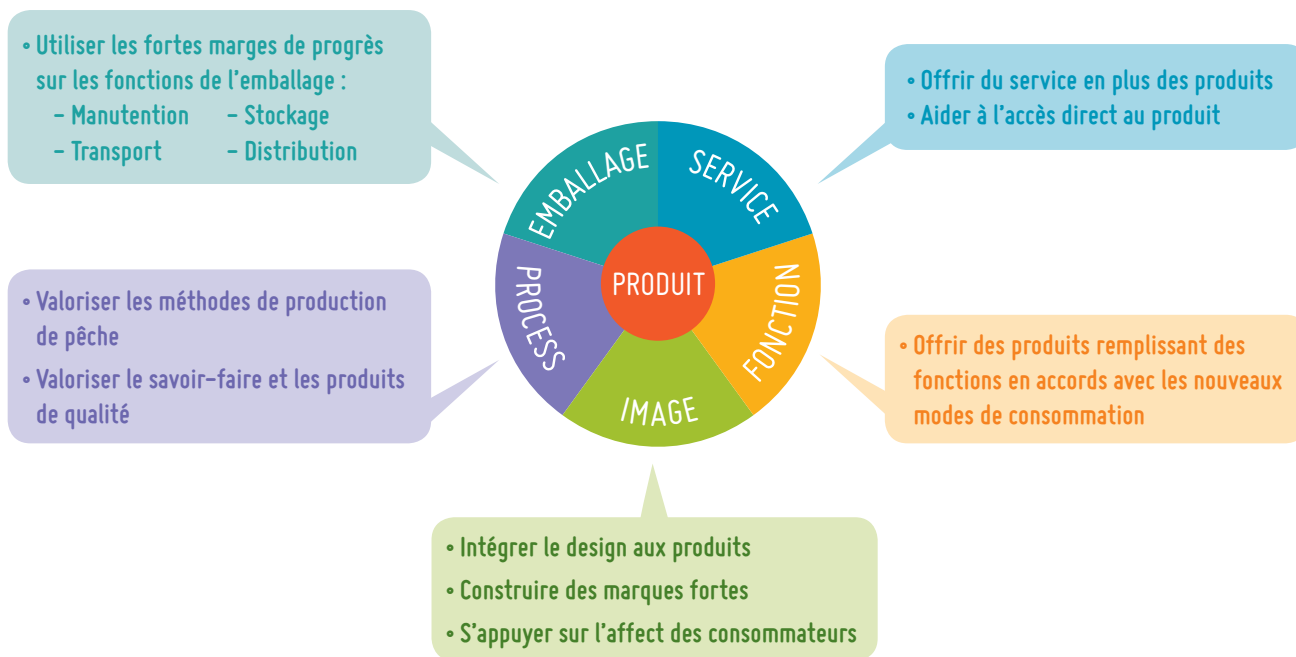 • Utiliser les fortes marges de progrès
sur les fonctions de l'emballage :
– Manutention – Stockage
– Transport – Distribution
• Offrir du service en plus des produits
• Aider à l'accès direct au produit
EMBALLAGE
SERVICE
PROCESS
PRODUIT
FONCTION
IMAGE
• Valoriser les méthodes de production
de pêche
• Valoriser le savoir-faire et les produits
de qualité
• Offrir des produits remplissant des
fonctions en accords avec les nouveaux
modes de consommation
• Intégrer le design aux produits
• Construire des marques fortes
• S'appuyer sur l'affect des consommateurs